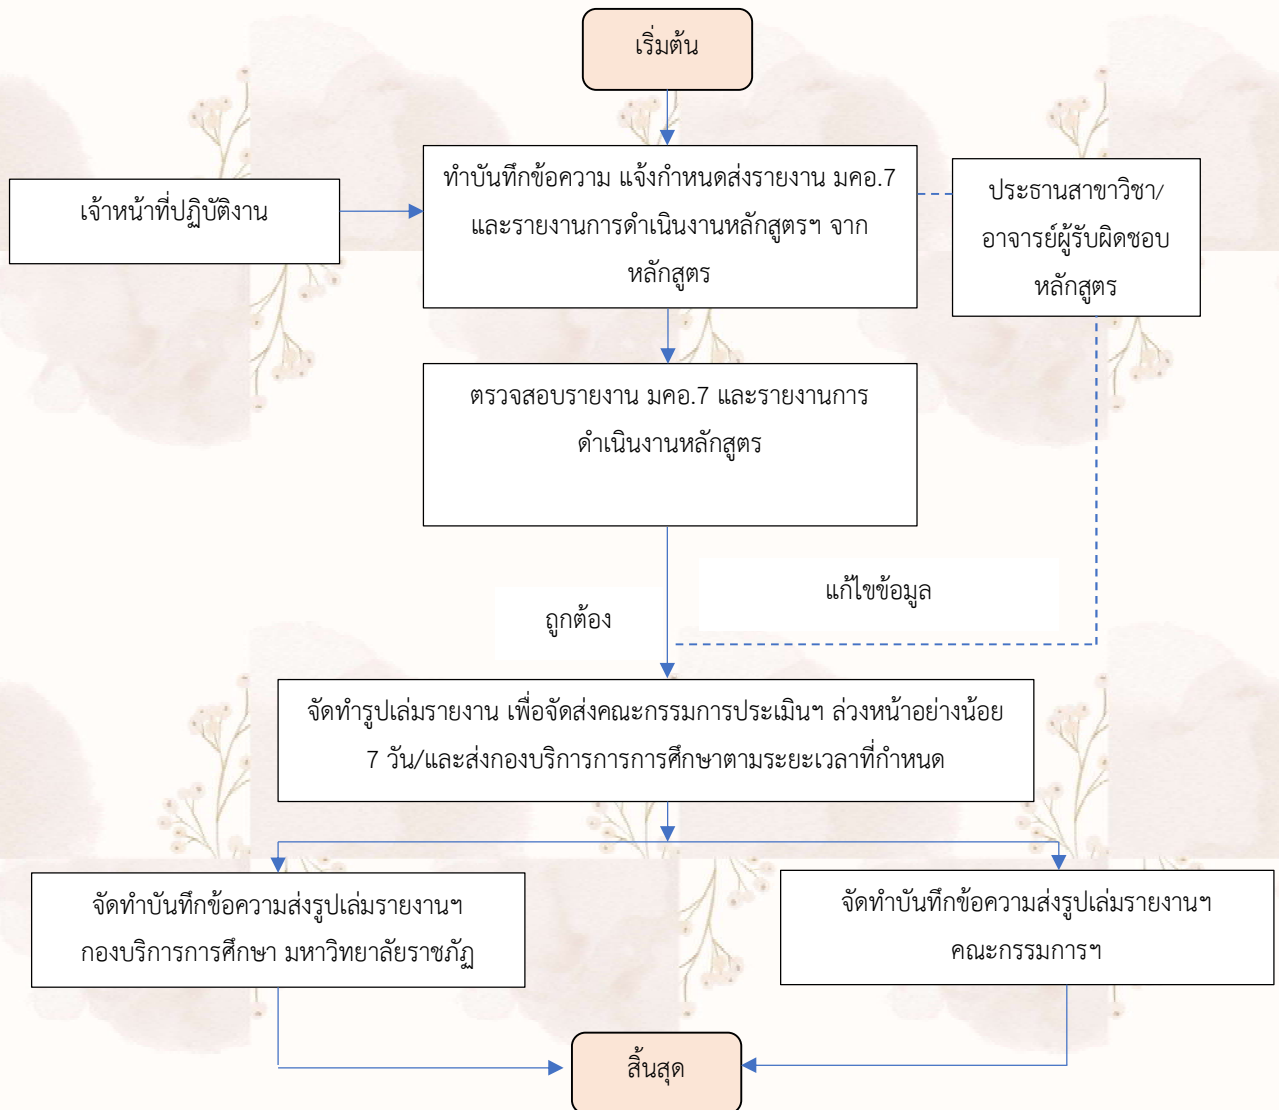 เริ่มต้น
เจ้าหน้าที่ปฏิบัติงาน
ทำบันทึกข้อความ แจ้งกำหนดส่งรายงาน มคอ.7
และรายงานการดำเนินงานหลักสูตรฯ จาก
หลักสูตร
ประธานสาขาวิชา/
อาจารย์ผู้รับผิดชอบ
หลักสูตร
ตรวจสอบรายงาน มคอ.7 และรายงานการ
ดำเนินงานหลักสูตร
แก้ไขข้อมูล
ถูกต้อง
จัดทำรูปเล่มรายงาน เพื่อจัดส่งคณะกรรมการประเมินฯ ล่วงหน้าอย่างน้อย
7 วัน/และส่งกองบริการการการศึกษาตามระยะเวลาที่กำหนด
จัดทำบันทึกข้อความส่งรูปเล่มรายงานฯ
กองบริการการศึกษา มหาวิทยาลัยราชภัฏ
จัดทำบันทึกข้อความส่งรูปเล่มรายงานฯ
คณะกรรมการฯ
สิ้นสุด